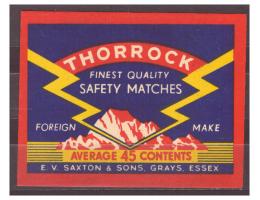 THORROCK
FINEST QUALITY
SAFETY MATCHES
FOREIGN MAKE
AVERAGE 45 CONTENTS
E. V. SAXTON & SONS, GRAYS, ESSEX